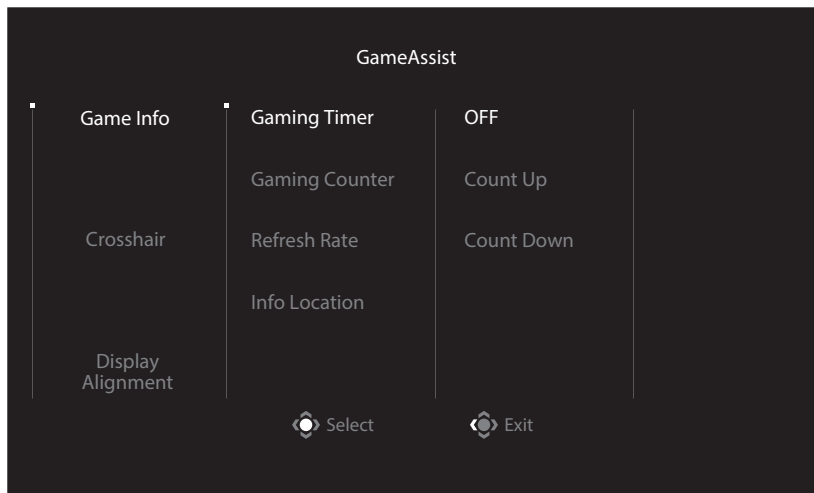 GameAssist
Game Info
Gaming Timer
OFF
Gaming Counter
Count Up
Crosshair
Refresh Rate
Count Down
Info Location
Display
Alignment
Select
Exit